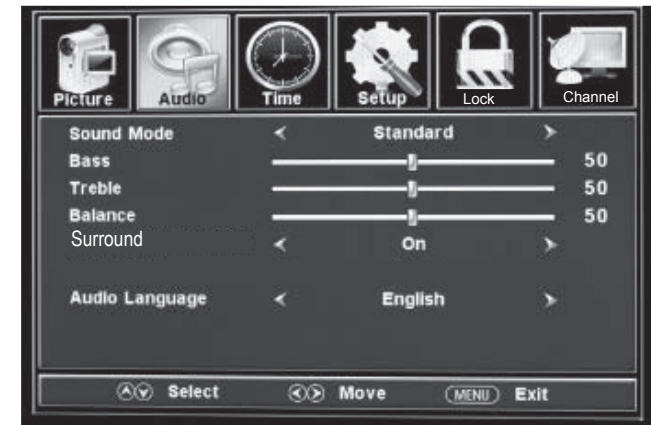 Picture Audio Time Setup Lock Channel
Sound Mode Standard
Bass 50
Treble 50
Balance 50
Surround On
Audio Language English
Select Move MENU Exit